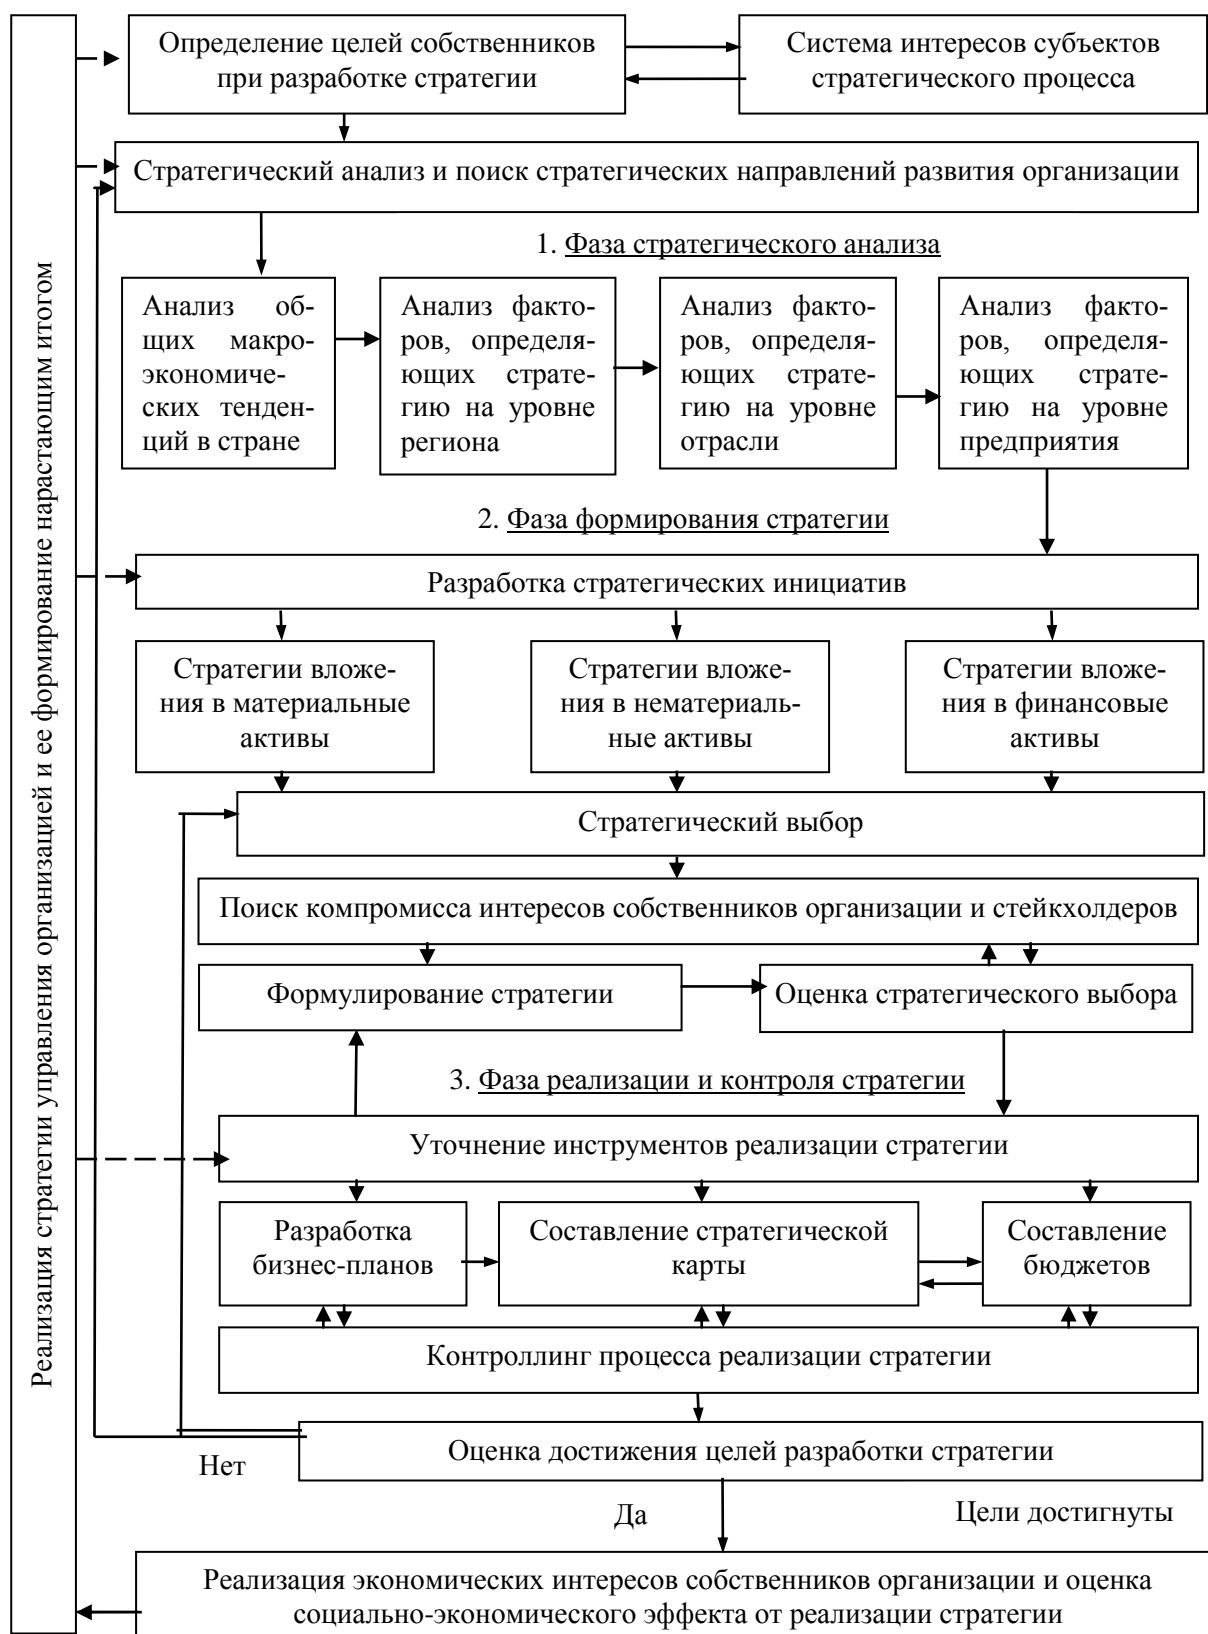 Реализация стратегии управления организацией и ее формирование нарастающим итогом
Определение целей собственников
при разработке стратегии
Система интересов субъектов
стратегического процесса
Стратегический анализ и поиск стратегических направлений развития организации
1. Фаза стратегического анализа
Анализ об-
щих макро-
экономиче-
ских тенден-
ций в стране
Анализ факто-
ров, определя-
ющих страте-
гию на уровне
региона
Анализ факто-
ров, определя-
ющих страте-
гию на уровне
отрасли
Анализ факто-
ров, определя-
ющих страте-
гию на уровне
предприятия
2. Фаза формирования стратегии
Разработка стратегических инициатив
Стратегии вложе-
ния в материальные
активы
Стратегии вложе-
ния в нематериаль-
ные активы
Стратегии вложе-
ния в финансовые
активы
Стратегический выбор
Поиск компромисса интересов собственников организации и стейкхолдеров
Формулирование стратегии
Оценка стратегического выбора
3. Фаза реализации и контроля стратегии
Уточнение инструментов реализации стратегии
Разработка
бизнес-планов
Составление стратегической
карты
Составление
бюджетов
Контроллинг процесса реализации стратегии
Оценка достижения целей разработки стратегии
Нет
Да
Цели достигнуты
Реализация экономических интересов собственников организации и оценка
социально-экономического эффекта от реализации стратегии